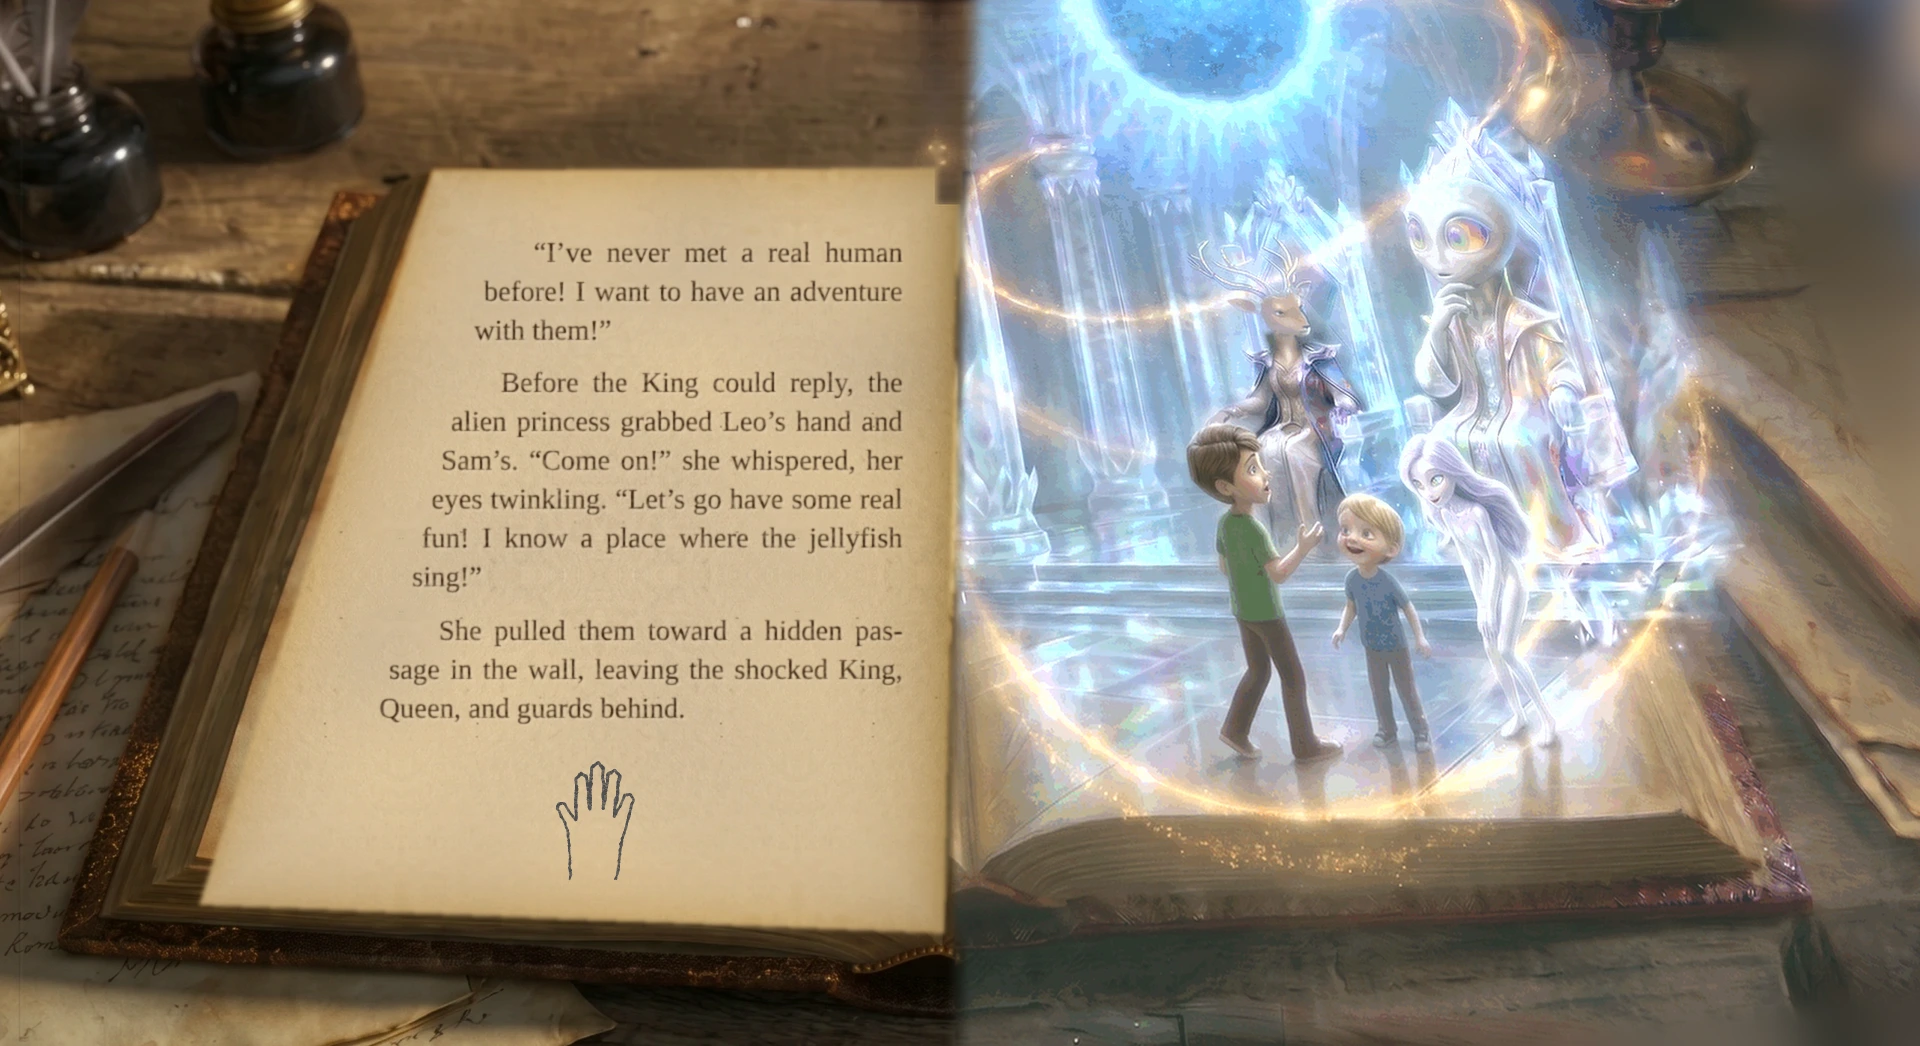 “I’ve never met a real human
before! I want to have an adventure
with them!”
Before the King could reply, the
alien princess grabbed Leo’s hand and
Sam’s. “Come on!” she whispered, her
eyes twinkling. “Let’s go have some real
fun! I know a place where the jellyfish
sing!”
She pulled them toward a hidden pas-
sage in the wall, leaving the shocked King,
Queen, and guards behind.